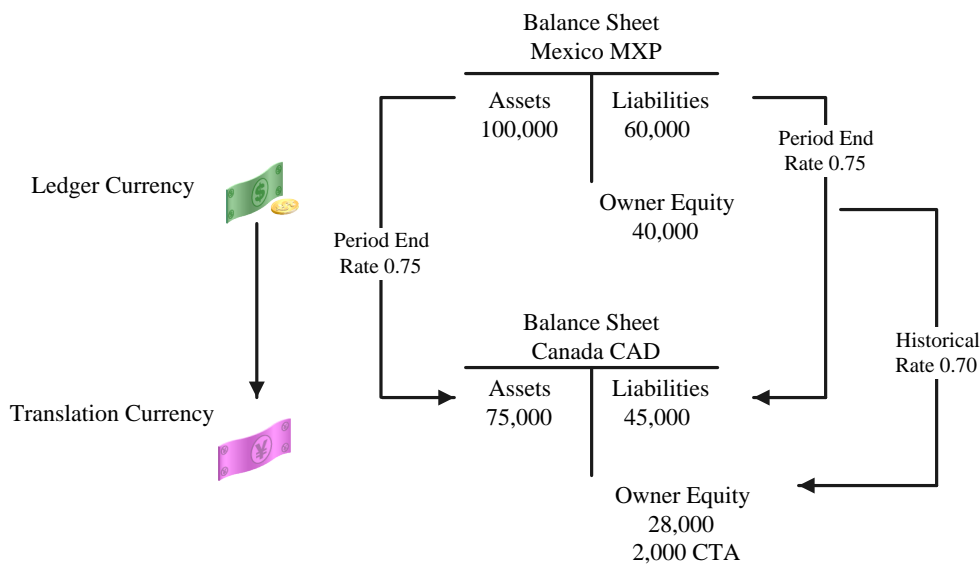 Balance Sheet
Mexico MXP
Assets
100,000
Liabilities
60,000
Period End
Rate 0.75
Ledger Currency
Owner Equity
40,000
Period End
Rate 0.75
Balance Sheet
Canada CAD
Historical
Rate 0.70
Assets
75,000
Liabilities
45,000
Translation Currency
Owner Equity
28,000
2,000 CTA